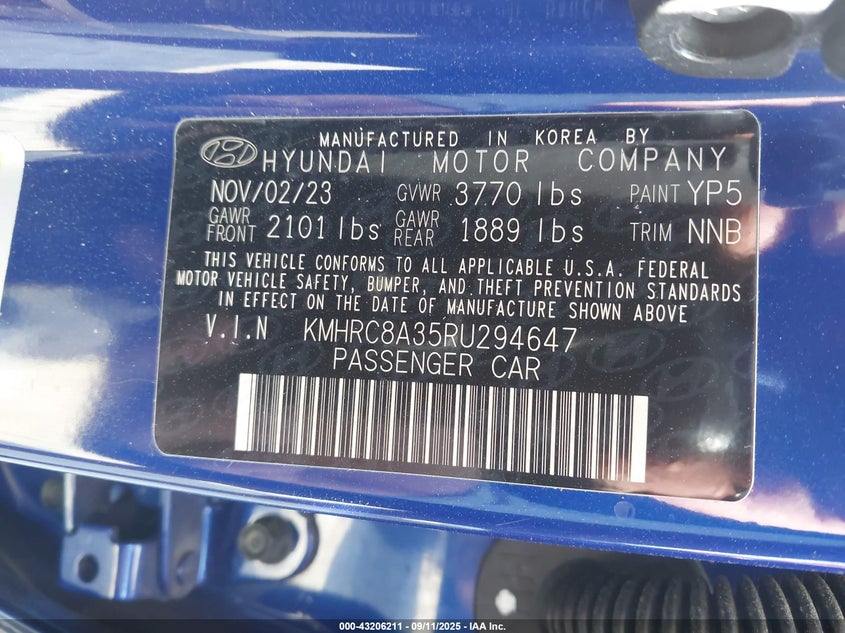 MANUFACTURED IN KOREA BY
HYUNDAI MOTOR COMPANY
NOV/02/23 GVWR 3770 lbs PAINT YP5
GAWR FRONT 2101 lbs GAWR REAR 1889 lbs TRIM NNB
THIS VEHICLE CONFORMS TO ALL APPLICABLE U.S.A. FEDERAL
MOTOR VEHICLE SAFETY, BUMPER, AND THEFT PREVENTION STANDARDS
IN EFFECT ON THE DATE OF MANUFACTURE SHOWN ABOVE
V.I.N KMHRC8A35RU294647
PASSENGER CAR
000-43206211 - 09/11/2025 - IAA Inc.